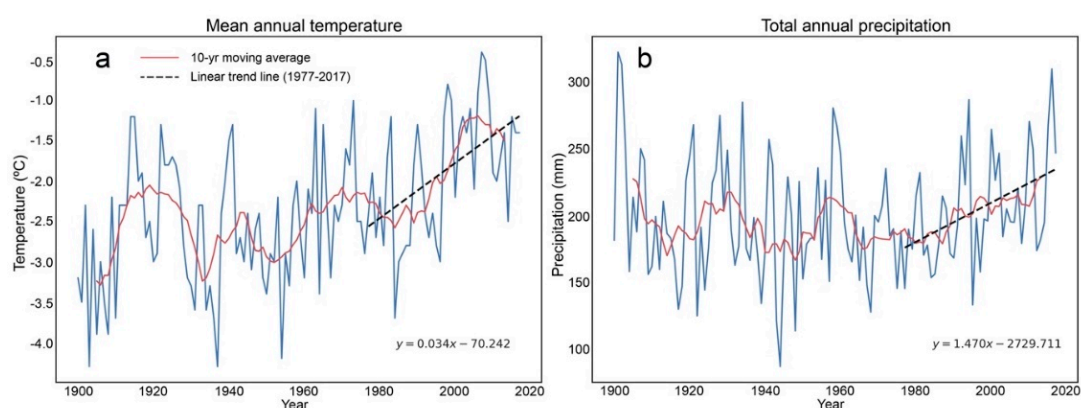 Mean annual temperature
a
10-yr moving average
Linear trend line (1977-2017)
Temperature (ºC)
-0.5
-1.0
-1.5
-2.0
-2.5
-3.0
-3.5
-4.0
y = 0.034x − 70.242
1900 1920 1940 1960 1980 2000 2020
Year
Total annual precipitation
b
Precipitation (mm)
300
250
200
150
100
y = 1.470x − 2729.711
1900 1920 1940 1960 1980 2000 2020
Year